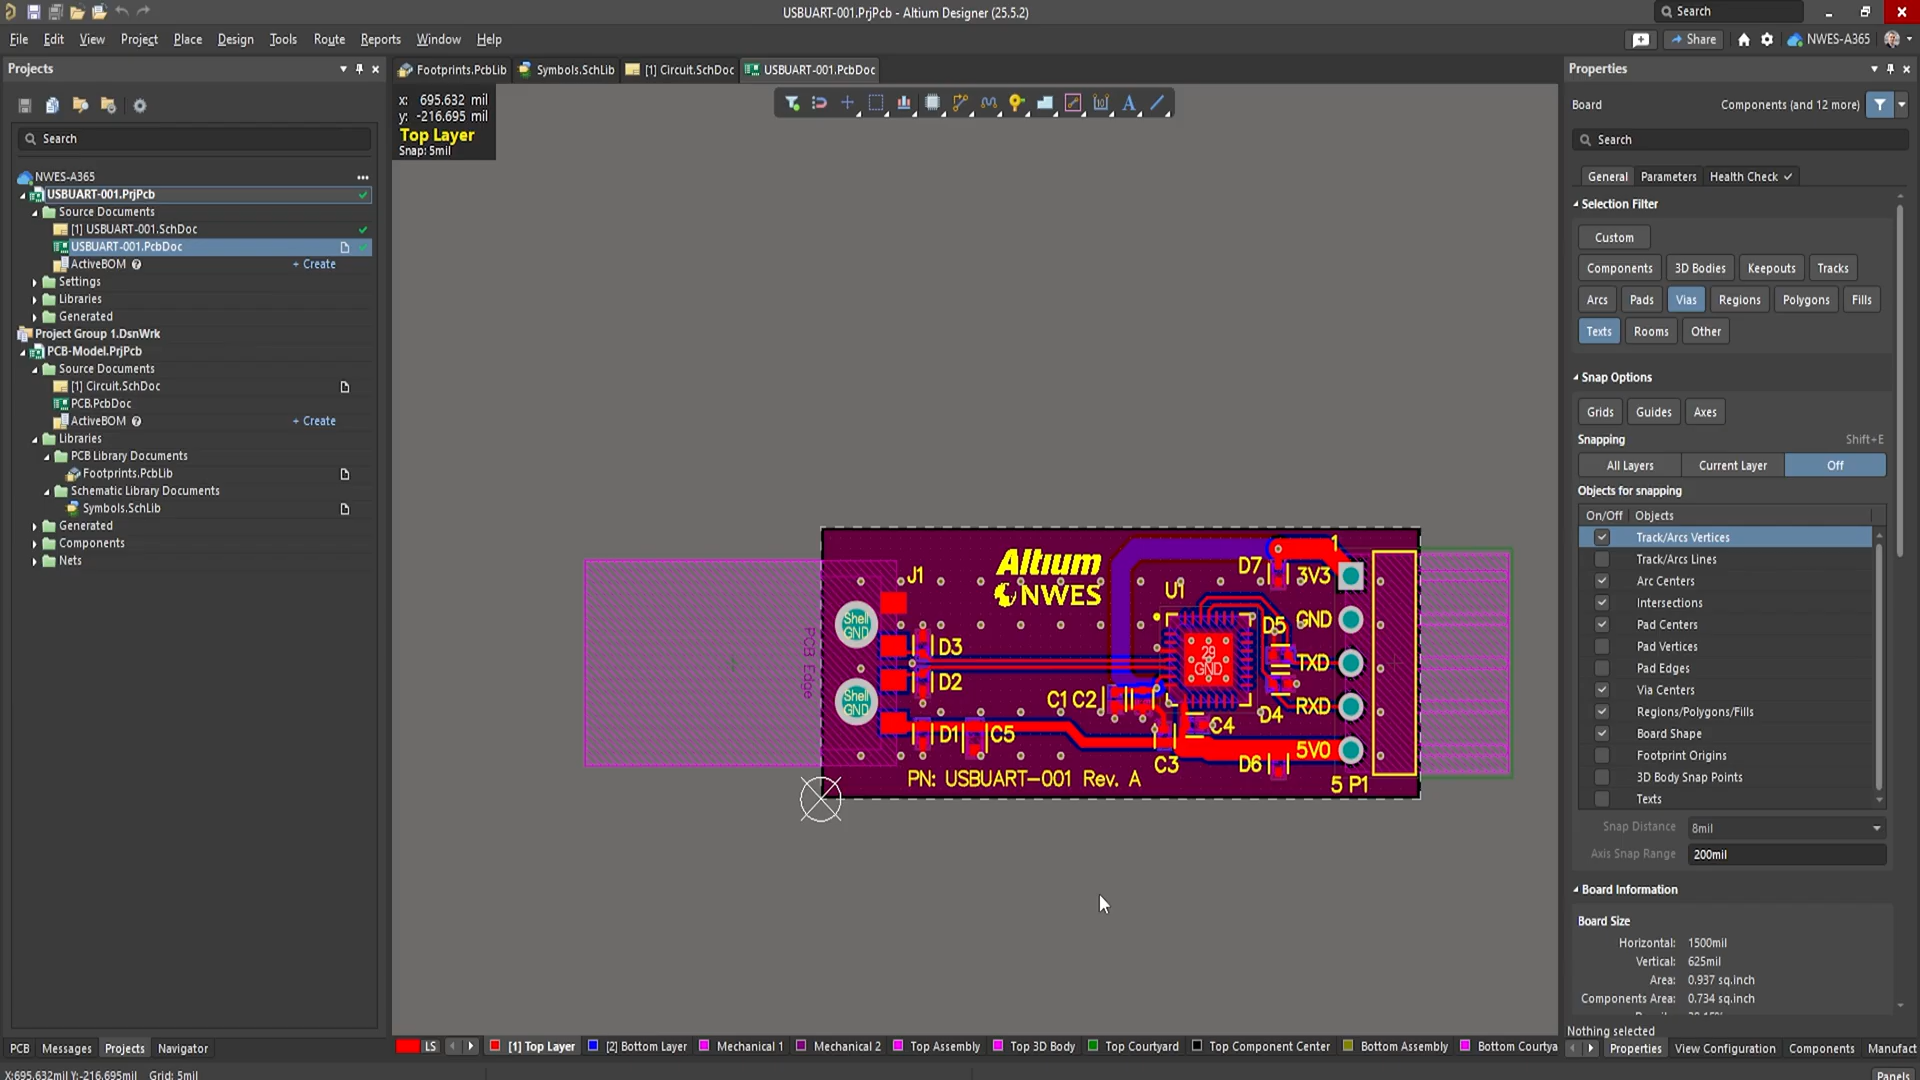 USBUART-001.PrjPcb - Altium Designer (25.5.2)
Search
File Edit View Project Place Design Tools Route Reports Window Help
Share
NWES-A365
Projects
Footprints.PcbLib
Symbols.SchLib
[1] Circuit.SchDoc
USBUART-001.PcbDoc
Properties
x: 695.632 mil
y: -216.695 mil
Top Layer
Snap: 5mil
Board
Components (and 12 more)
Search
Search
NWES-A365
USBUART-001.PrjPcb
Source Documents
[1] USBUART-001.SchDoc
USBUART-001.PcbDoc
ActiveBOM
+ Create
Settings
Libraries
Generated
Project Group 1.DsnWrk
PCB-Model.PrjPcb
Source Documents
[1] Circuit.SchDoc
PCB.PcbDoc
ActiveBOM
+ Create
Libraries
PCB Library Documents
Footprints.PcbLib
Schematic Library Documents
Symbols.SchLib
Generated
Components
Nets
Altium
NWES
J1
U1
D7
1
3V3
GND
D5
TXD
RXD
5V0
D3
D2
D1
C5
C1 C2
C4
D4
C3
D6
5 P1
Shell
GND
Shell
GND
29
GND
PCB Edge
PN: USBUART-001 Rev. A
General
Parameters
Health Check
Selection Filter
Custom
Components 3D Bodies Keepouts Tracks
Arcs Pads Vias Regions Polygons Fills
Texts Rooms Other
Snap Options
Grids Guides Axes
Snapping
Shift+E
All Layers Current Layer Off
Objects for snapping
On/Off Objects
Track/Arcs Vertices
Track/Arcs Lines
Arc Centers
Intersections
Pad Centers
Pad Vertices
Pad Edges
Via Centers
Regions/Polygons/Fills
Board Shape
Footprint Origins
3D Body Snap Points
Texts
Snap Distance 8mil
Axis Snap Range 200mil
Board Information
Board Size
Horizontal: 1500mil
Vertical: 625mil
Area: 0.937 sq.inch
Components Area: 0.734 sq.inch
Nothing selected
PCB Messages Projects Navigator
LS
[1] Top Layer
[2] Bottom Layer
Mechanical 1
Mechanical 2
Top Assembly
Top 3D Body
Top Courtyard
Top Component Center
Bottom Assembly
Bottom Courtya
Properties View Configuration Components Manufact
X:695.632mil Y:-216.695mil Grid: 5mil
Panels